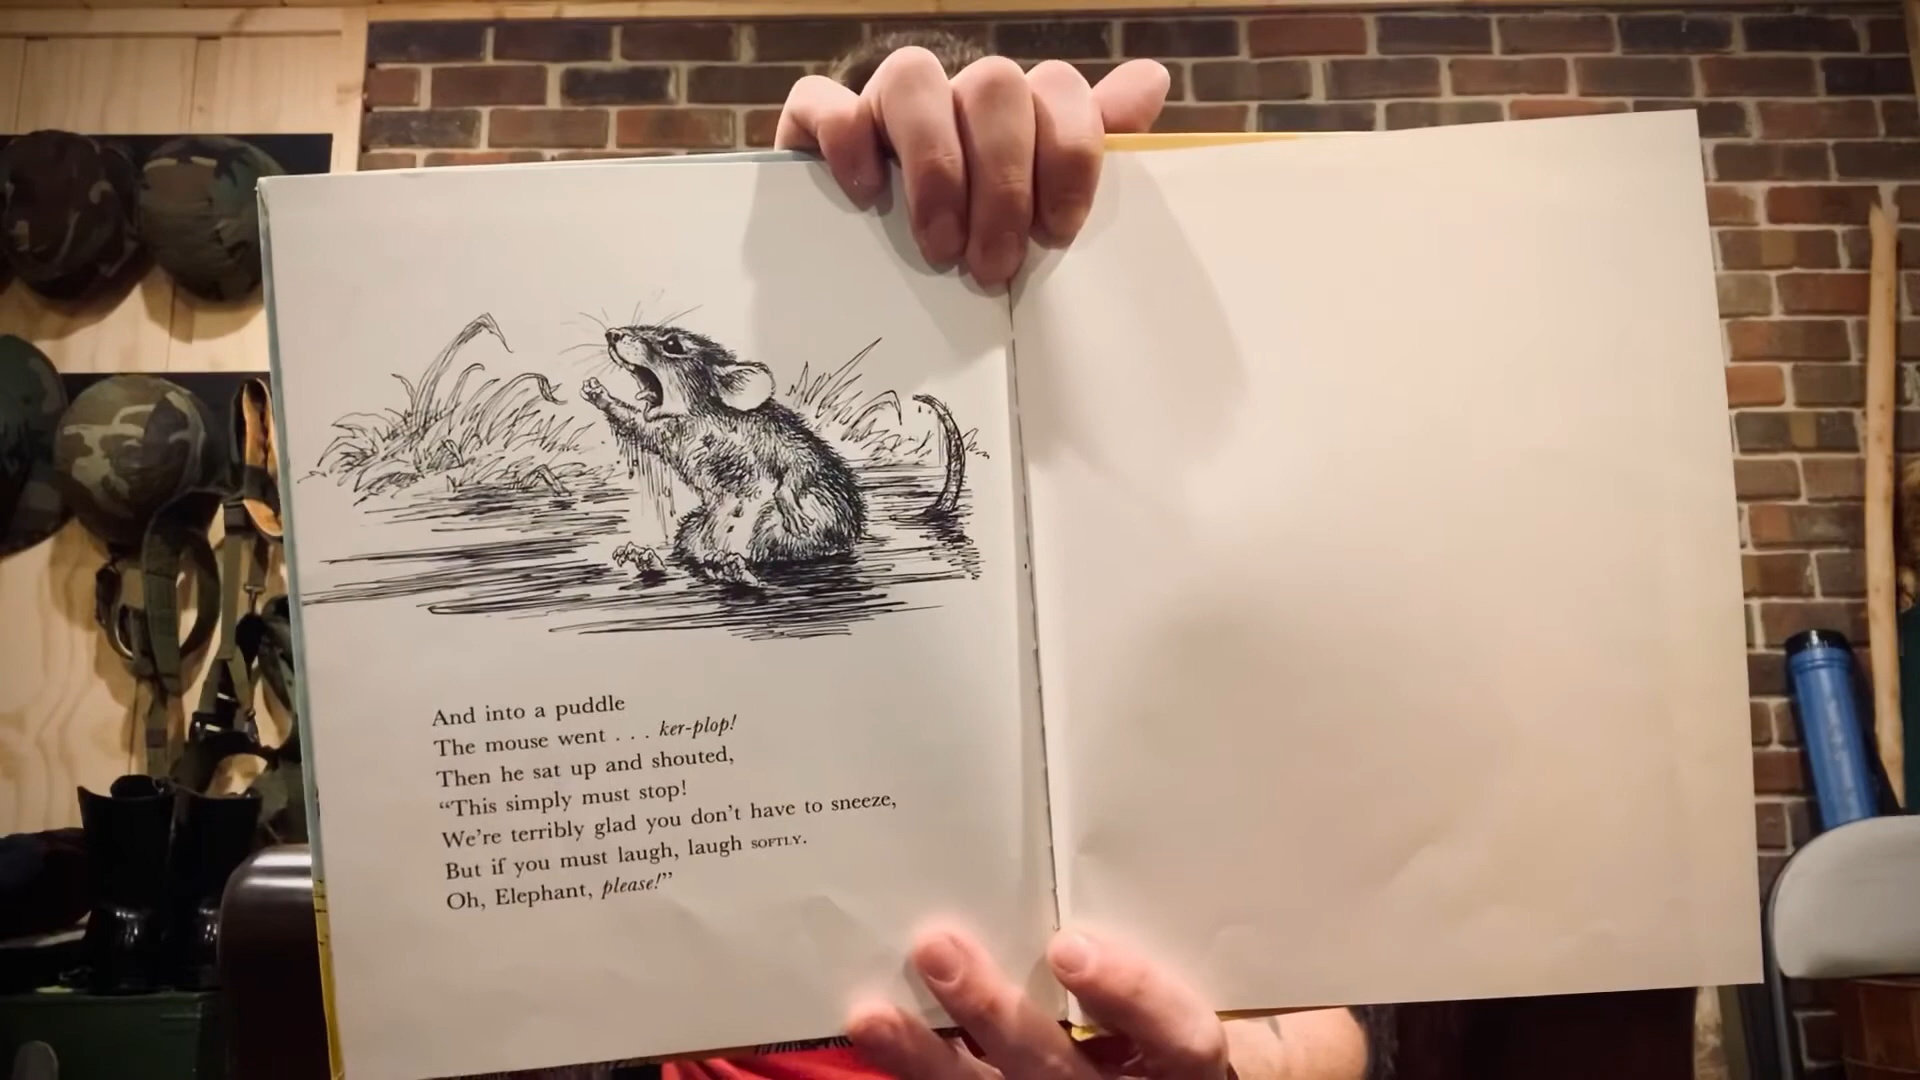 And into a puddle
The mouse went . . . ker-plop!
Then he sat up and shouted,
“This simply must stop!
We’re terribly glad you don’t have to sneeze,
But if you must laugh, laugh SOFTLY.
Oh, Elephant, please!”